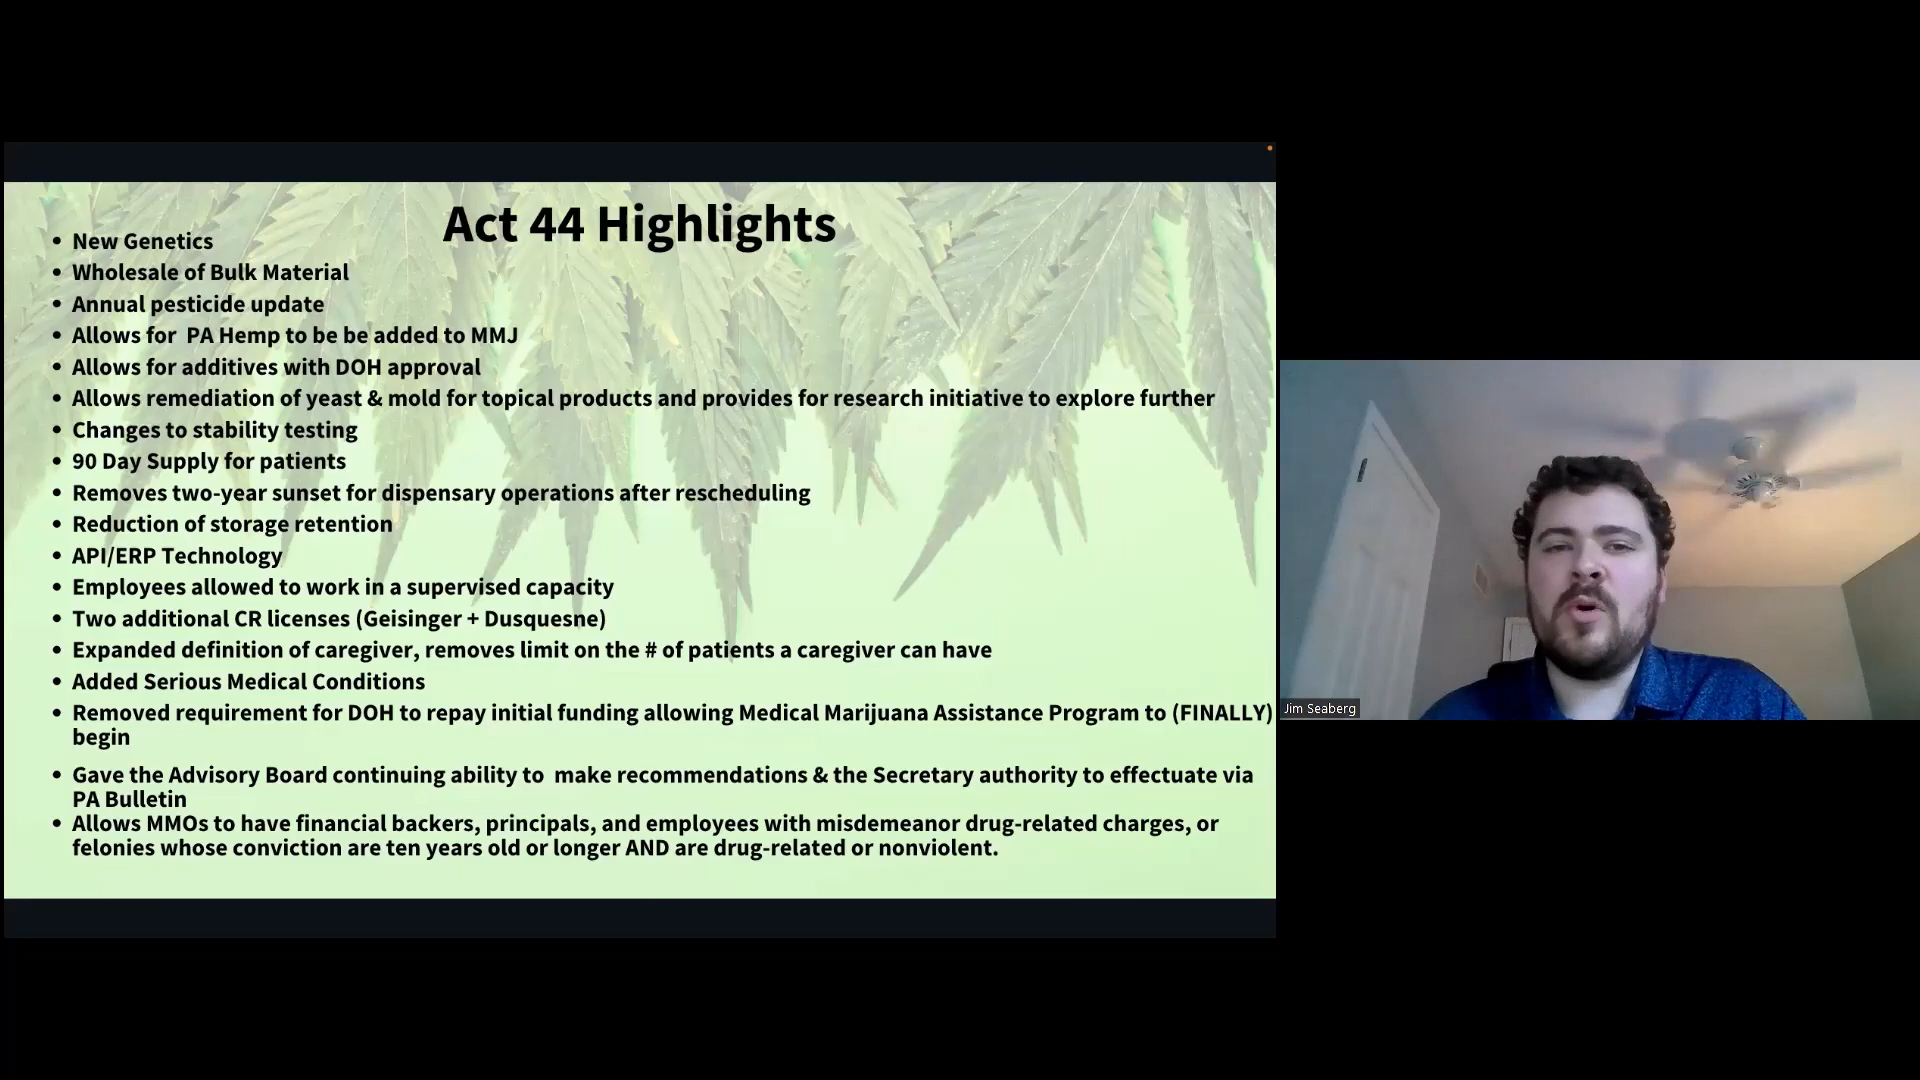 Act 44 Highlights
• New Genetics
• Wholesale of Bulk Material
• Annual pesticide update
• Allows for  PA Hemp to be be added to MMJ
• Allows for additives with DOH approval
• Allows remediation of yeast & mold for topical products and provides for research initiative to explore further
• Changes to stability testing
• 90 Day Supply for patients
• Removes two-year sunset for dispensary operations after rescheduling
• Reduction of storage retention
• API/ERP Technology
• Employees allowed to work in a supervised capacity
• Two additional CR licenses (Geisinger + Dusquesne)
• Expanded definition of caregiver, removes limit on the # of patients a caregiver can have
• Added Serious Medical Conditions
• Removed requirement for DOH to repay initial funding allowing Medical Marijuana Assistance Program to (FINALLY)
begin
• Gave the Advisory Board continuing ability to  make recommendations & the Secretary authority to effectuate via
PA Bulletin
• Allows MMOs to have financial backers, principals, and employees with misdemeanor drug-related charges, or
felonies whose conviction are ten years old or longer AND are drug-related or nonviolent.
Jim Seaberg